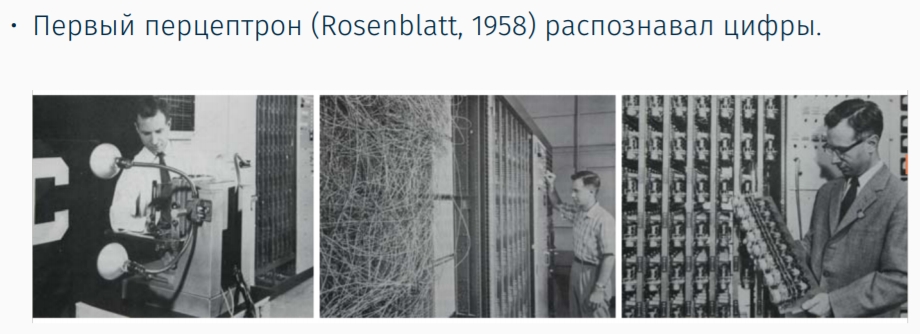 • Первый перцептрон (Rosenblatt, 1958) распознавал цифры.
C